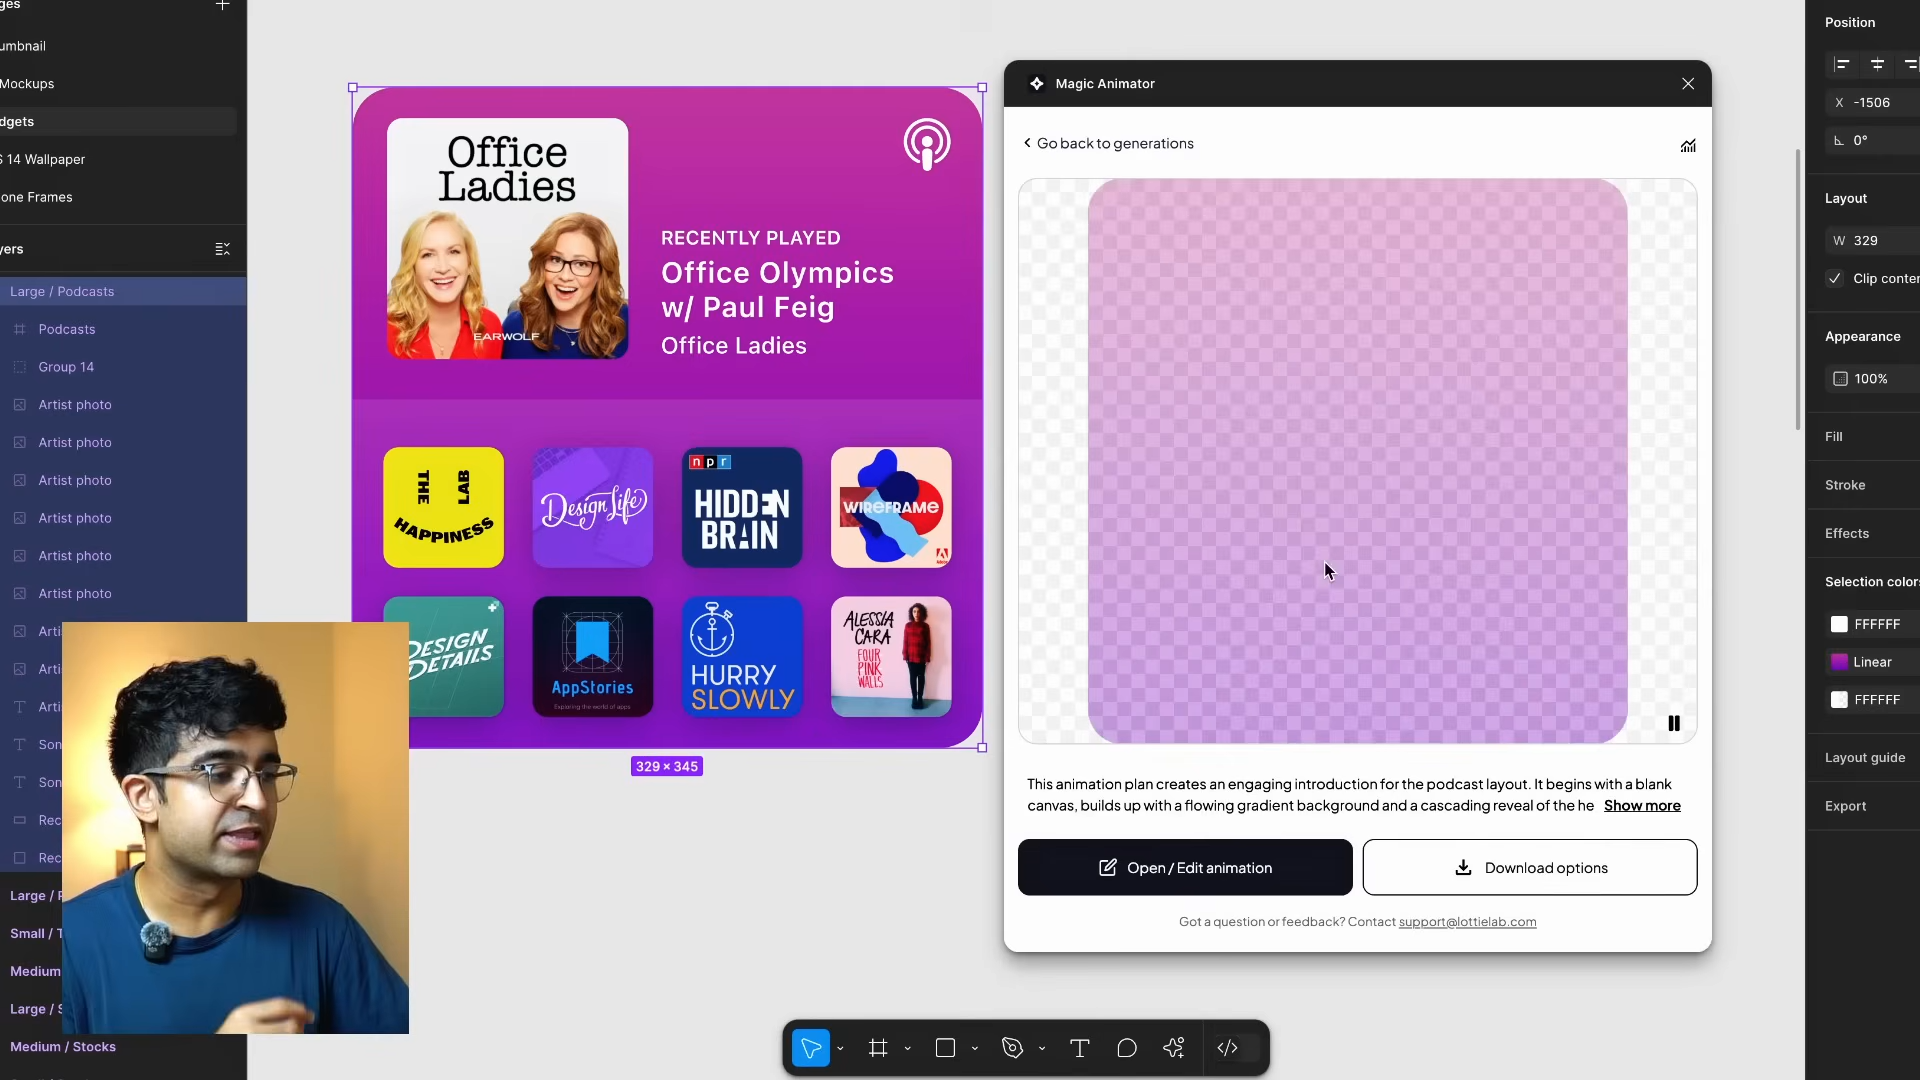 ges
umbnail
Mockups
dgets
S 14 Wallpaper
one Frames
yers
Large / Podcasts
Podcasts
Group 14
Artist photo
Artist photo
Artist photo
Artist photo
Artist photo
Artist photo
Arti
Arti
Arti
Son
Son
Rec
Rec
Large / P
Small / T
Medium
Large / S
Medium / Stocks
Office
Ladies
EARWOLF
RECENTLY PLAYED
Office Olympics
w/ Paul Feig
Office Ladies
THE LAB
HAPPINESS
Design Life
npr
HIDDEN
BRAIN
WIREFRAME
Adobe
DESIGN
DETAILS
AppStories
Exploring the world of apps
HURRY
SLOWLY
ALESSIA
CARA
FOUR
PINK
WALLS
329 × 345
Magic Animator
Go back to generations
This animation plan creates an engaging introduction for the podcast layout. It begins with a blank
canvas, builds up with a flowing gradient background and a cascading reveal of the he Show more
Open / Edit animation
Download options
Got a question or feedback? Contact support@lottielab.com
Position
X -1506
0°
Layout
W 329
Clip conter
Appearance
100%
Fill
Stroke
Effects
Selection colors
FFFFFF
Linear
FFFFFF
Layout guide
Export